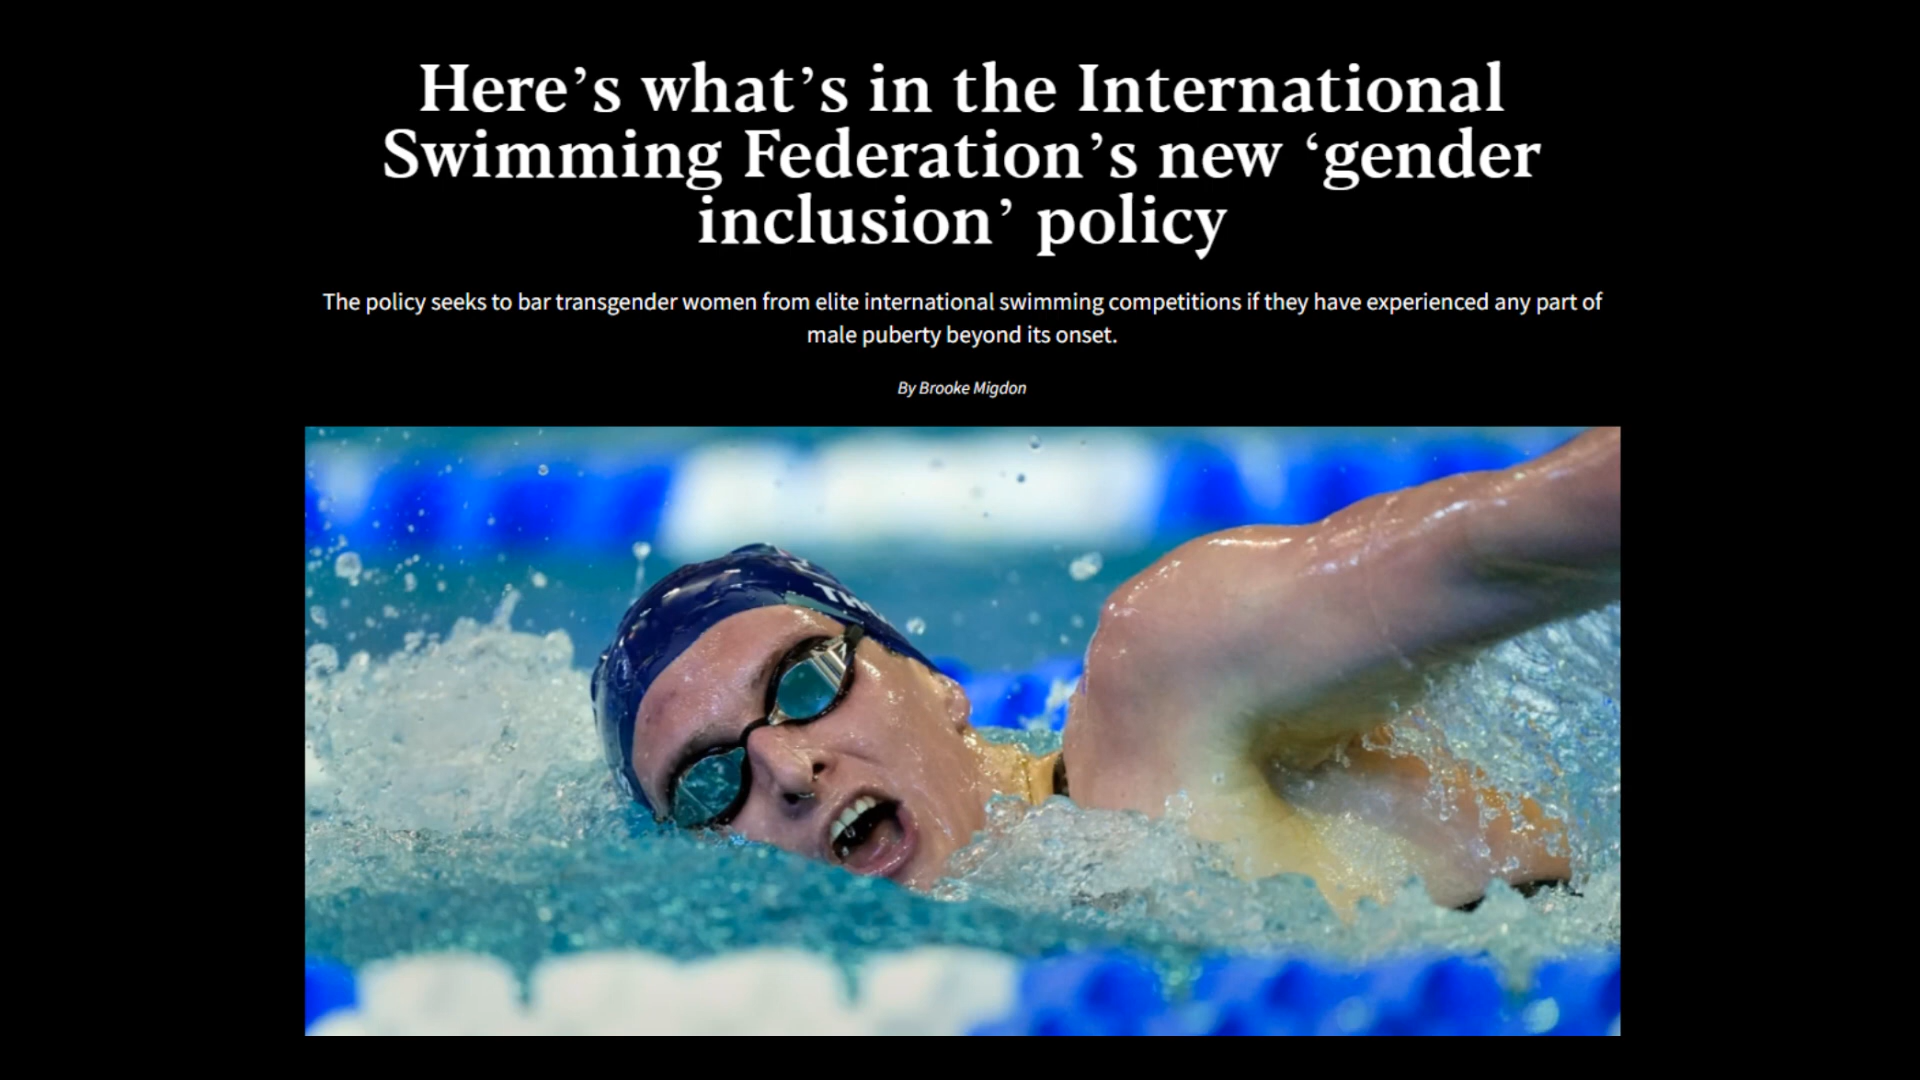 Here’s what’s in the International
Swimming Federation’s new ‘gender
inclusion’ policy
The policy seeks to bar transgender women from elite international swimming competitions if they have experienced any part of
male puberty beyond its onset.
By Brooke Migdon